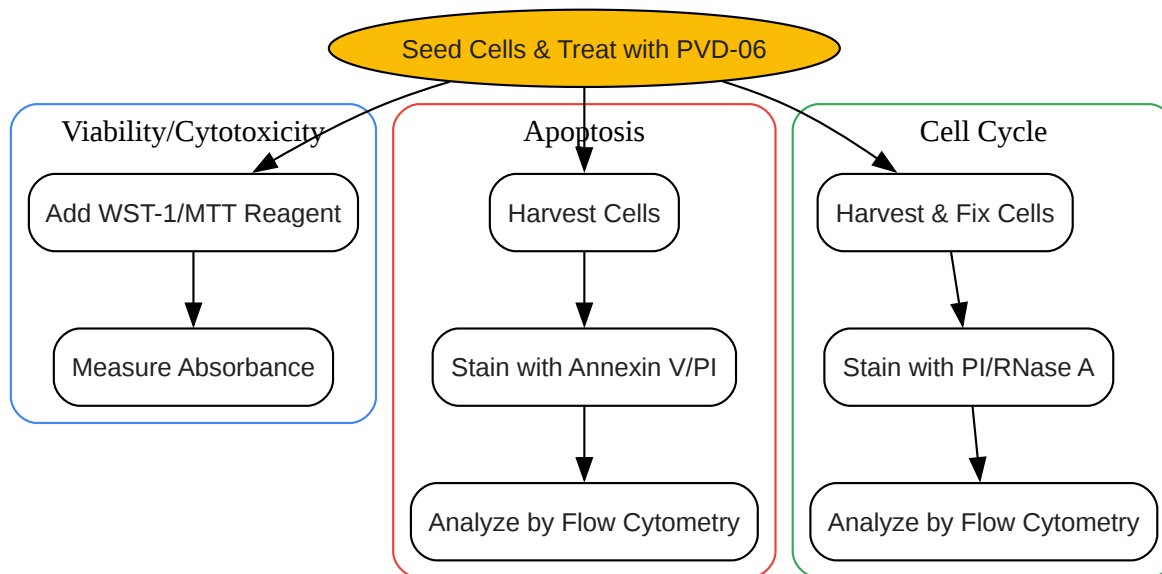 Seed Cells & Treat with PVD-06
Viability/Cytotoxicity
Add WST-1/MTT Reagent
Measure Absorbance
Apoptosis
Harvest Cells
Stain with Annexin V/PI
Analyze by Flow Cytometry
Cell Cycle
Harvest & Fix Cells
Stain with PI/RNase A
Analyze by Flow Cytometry